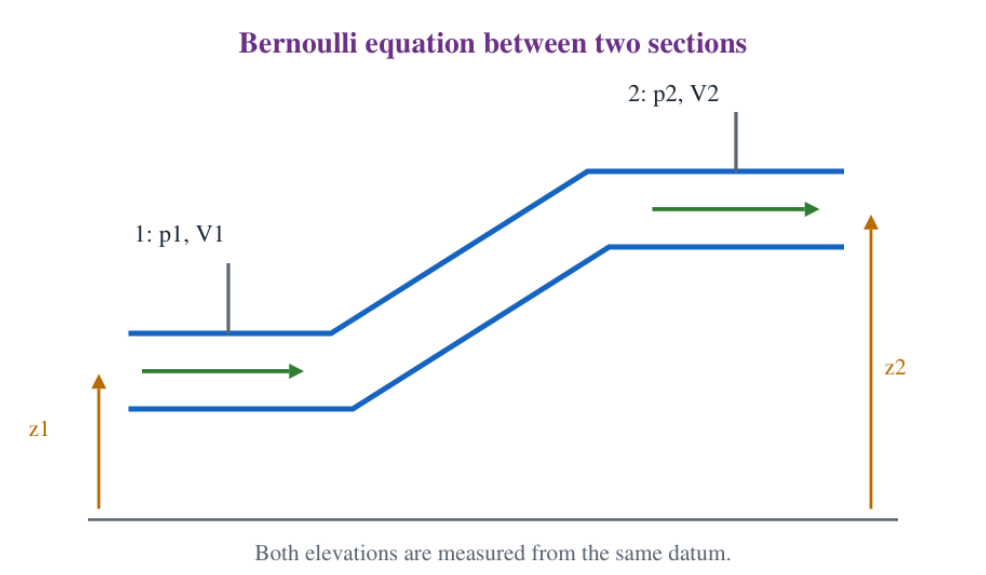 Bernoulli equation between two sections
2: p2, V2
1: p1, V1
z2
z1
Both elevations are measured from the same datum.